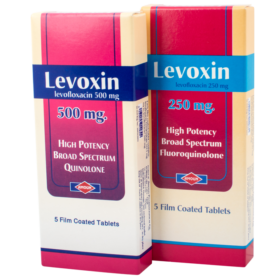 Levoxin
levofloxacin 500 mg
500 mg.
HIGH POTENCY
BROAD SPECTRUM
QUINOLONE
5 Film Coated Tablets
Levoxin
levofloxacin 250 mg
250 mg.
High Potency
Broad Spectrum
Fluoroquinolone
5 Film Coated Tablets